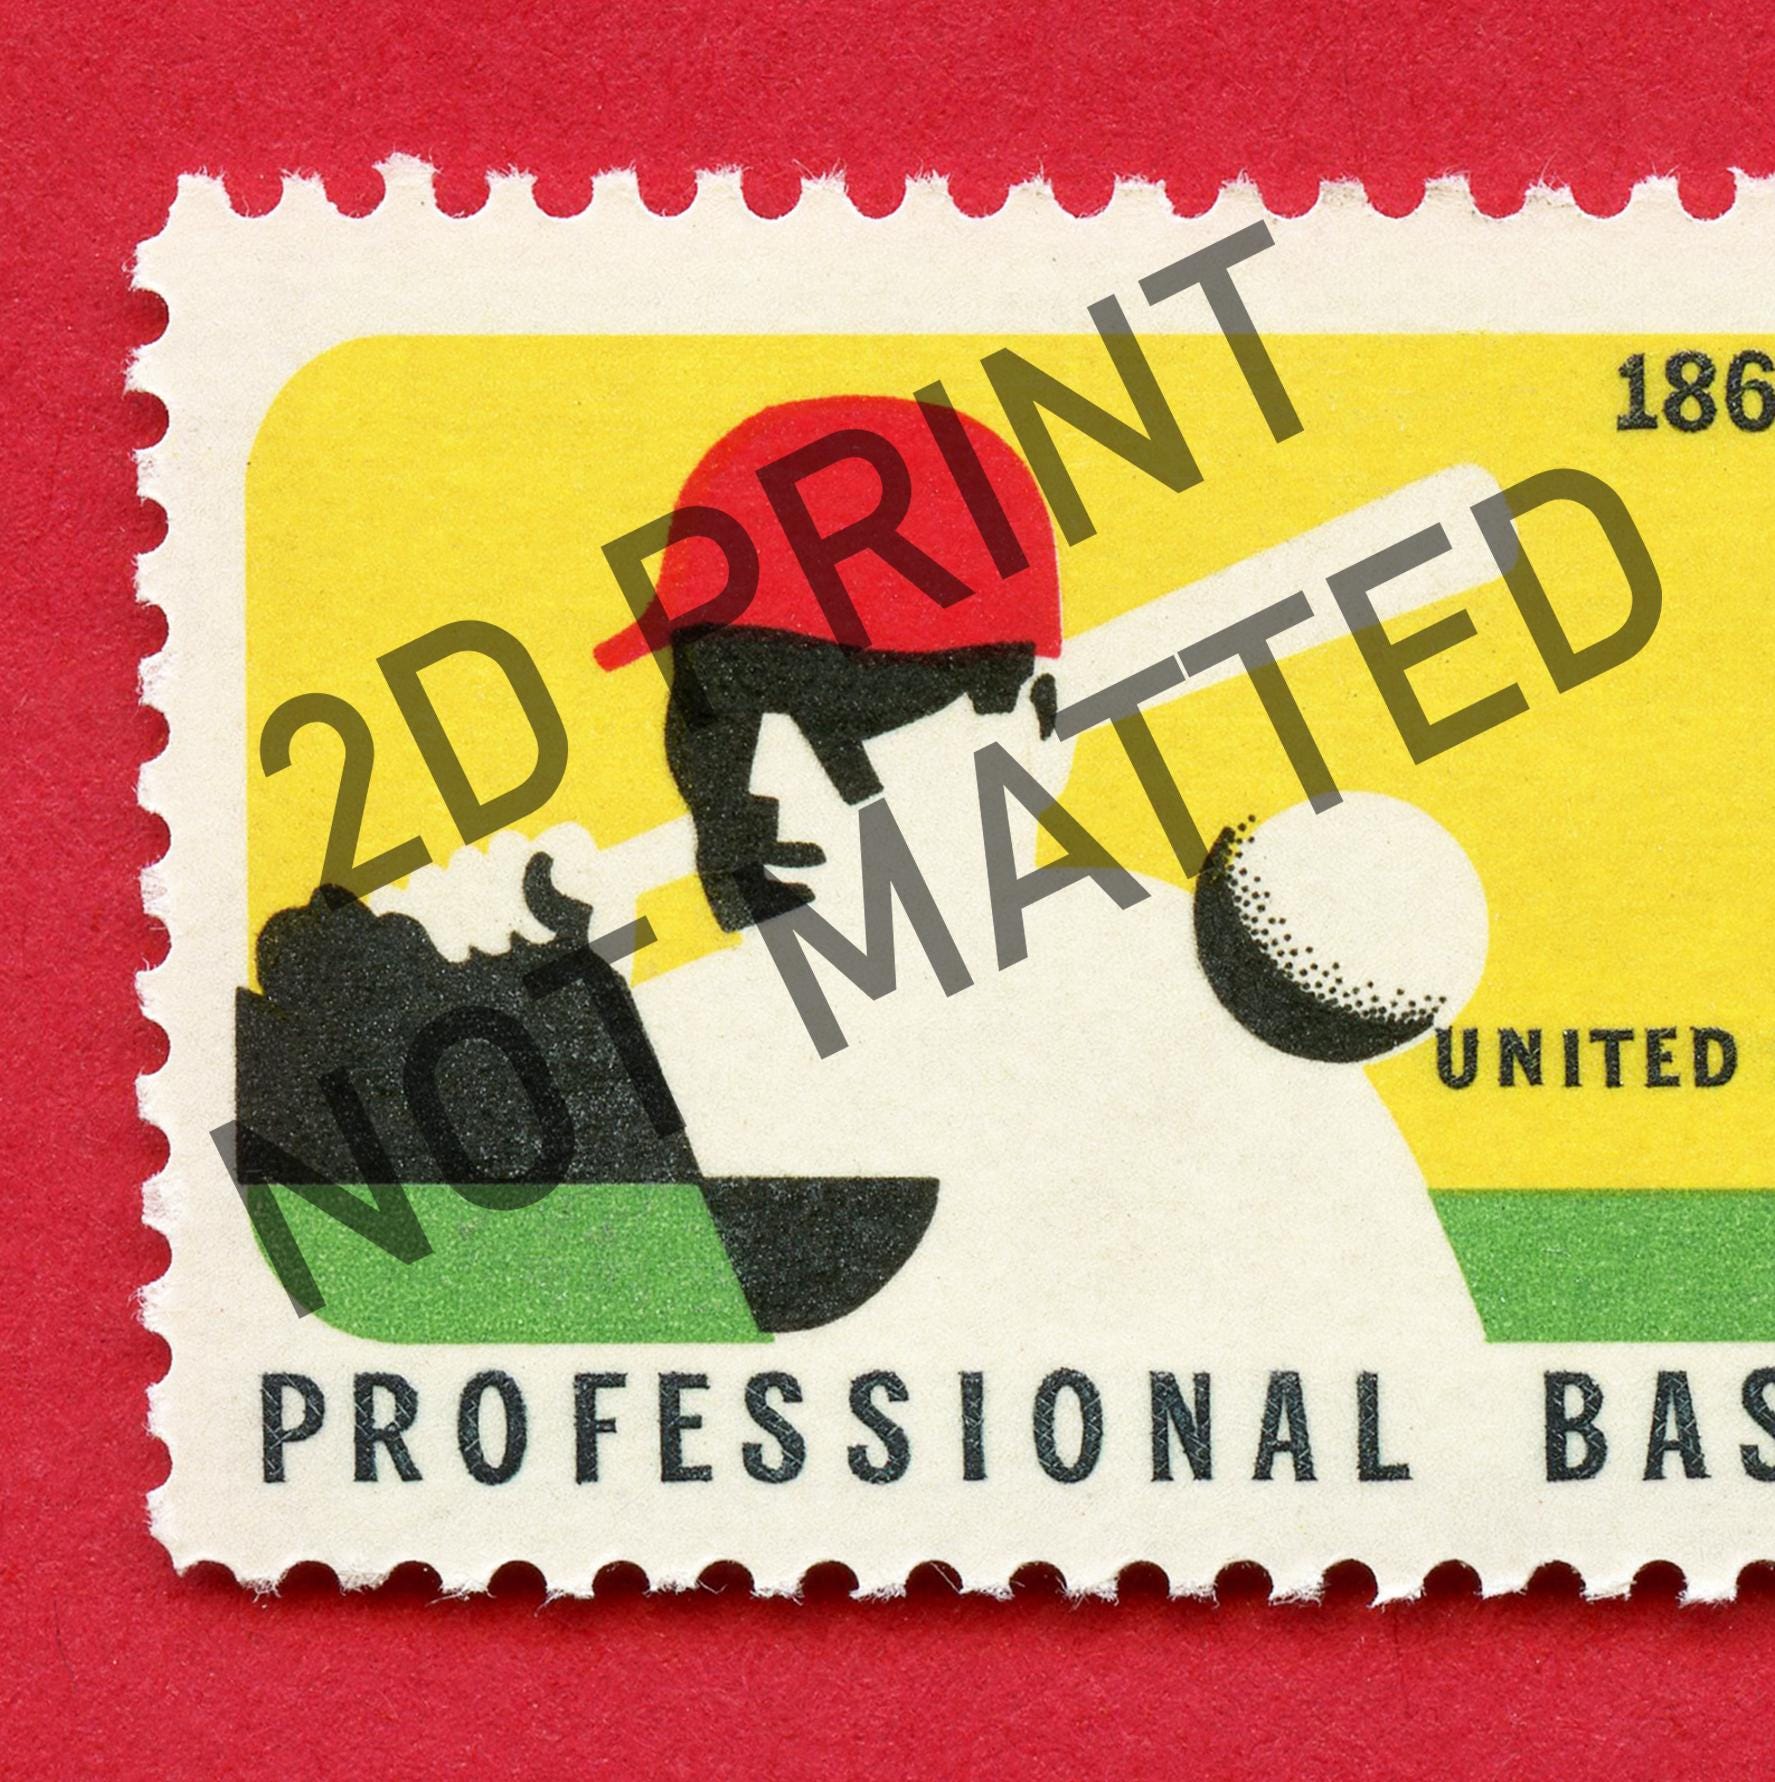 186
2D PRINT
NOT MATTED
UNITED
PROFESSIONAL BAS